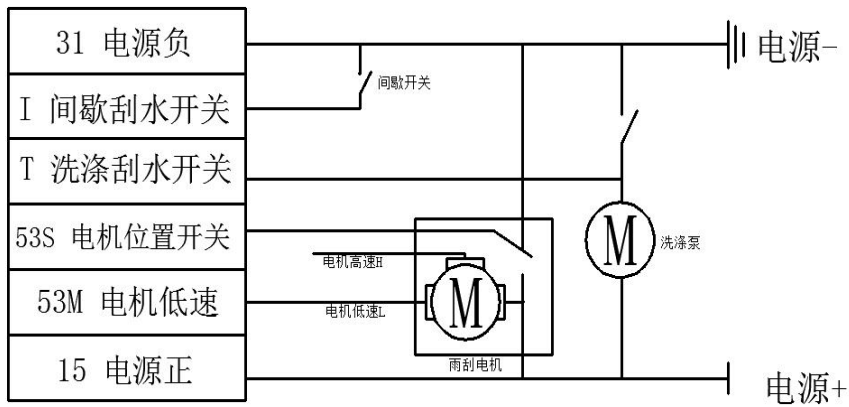 31 电源负
电源-
间歇开关
I 间歇刮水开关
T 洗涤刮水开关
53S 电机位置开关
M
洗涤泵
电机高速H
53M 电机低速
电机低速L
M
雨刮电机
15 电源正
电源+